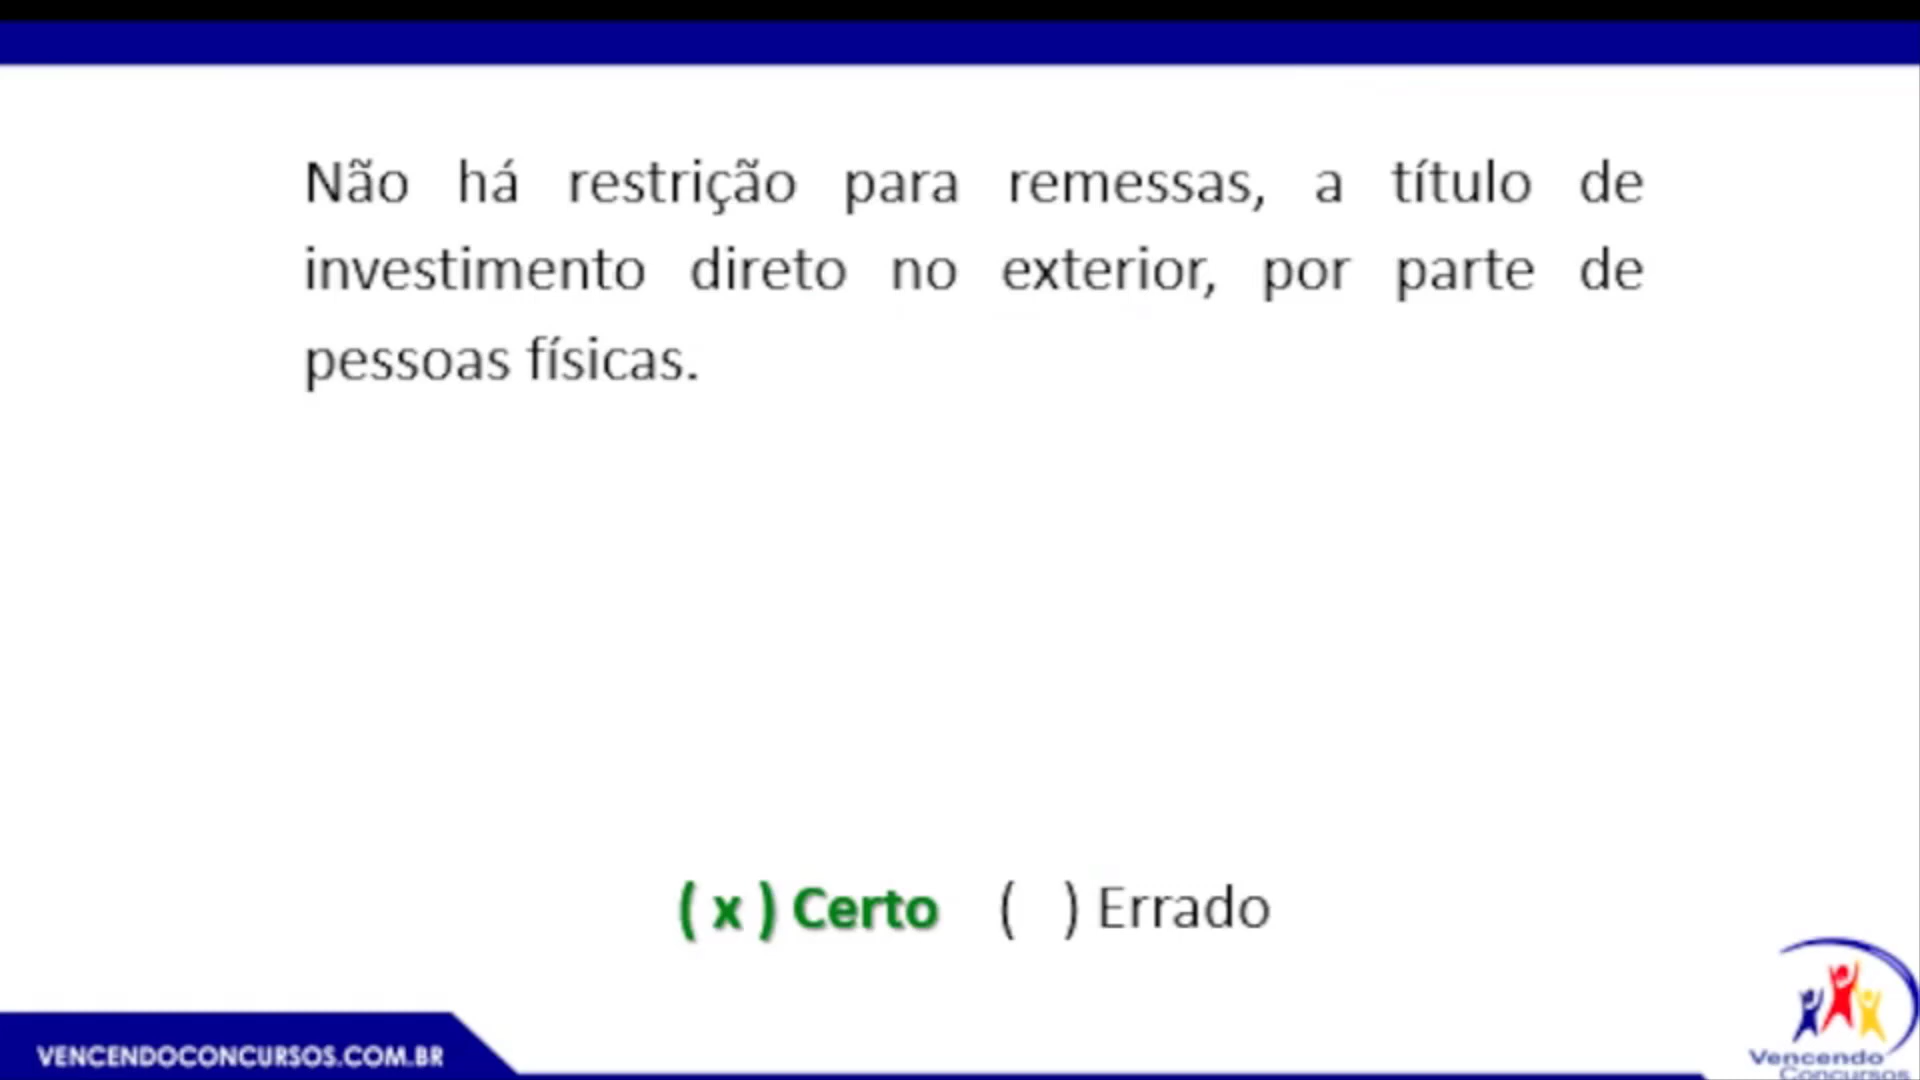 Não há restrição para remessas, a título de
investimento direto no exterior, por parte de
pessoas físicas.
( x ) Certo ( ) Errado
VENCENDOCONCURSOS.COM.BR
Vencendo
Concursos